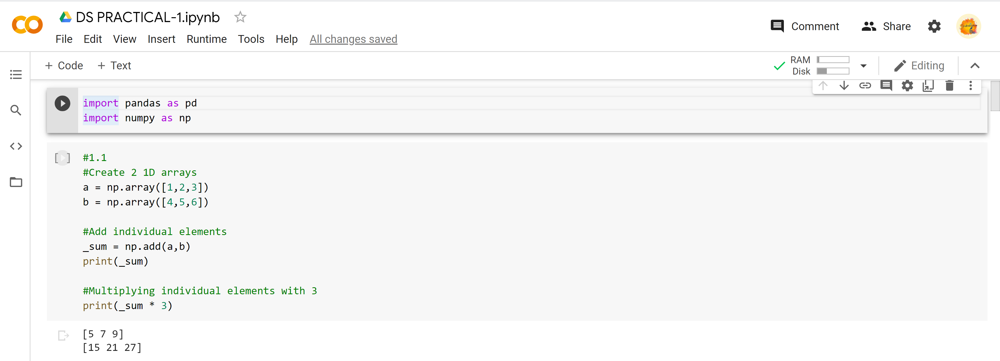 DS PRACTICAL-1.ipynb
File Edit View Insert Runtime Tools Help All changes saved
Comment Share
+ Code + Text
RAM
Disk
Editing
import pandas as pd
import numpy as np
[ ] #1.1
#Create 2 1D arrays
a = np.array([1,2,3])
b = np.array([4,5,6])
#Add individual elements
_sum = np.add(a,b)
print(_sum)
#Multiplying individual elements with 3
print(_sum * 3)
[5 7 9]
[15 21 27]